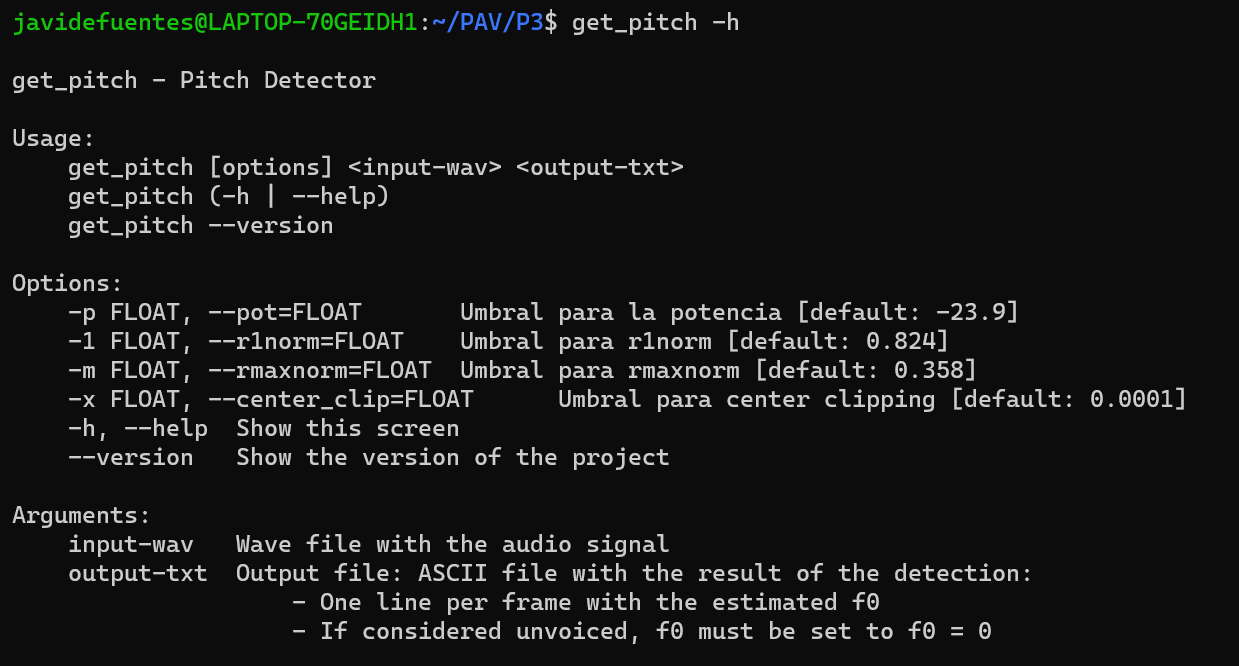 javidefuentes@LAPTOP-70GEIDH1:~/PAV/P3$ get_pitch -h
get_pitch - Pitch Detector
Usage:
get_pitch [options] <input-wav> <output-txt>
get_pitch (-h | --help)
get_pitch --version
Options:
-p FLOAT, --pot=FLOAT Umbral para la potencia [default: -23.9]
-1 FLOAT, --r1norm=FLOAT Umbral para r1norm [default: 0.824]
-m FLOAT, --rmaxnorm=FLOAT Umbral para rmaxnorm [default: 0.358]
-x FLOAT, --center_clip=FLOAT Umbral para center clipping [default: 0.0001]
-h, --help Show this screen
--version Show the version of the project
Arguments:
input-wav Wave file with the audio signal
output-txt Output file: ASCII file with the result of the detection:
- One line per frame with the estimated f0
- If considered unvoiced, f0 must be set to f0 = 0